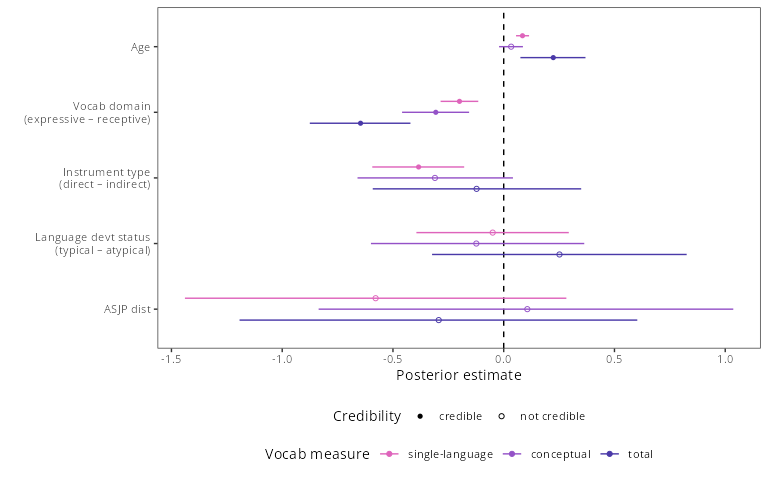 Age
Vocab domain
(expressive – receptive)
Instrument type
(direct – indirect)
Language devt status
(typical – atypical)
ASJP dist
-1.5 -1.0 -0.5 0.0 0.5 1.0
Posterior estimate
Credibility credible not credible
Vocab measure single-language conceptual total